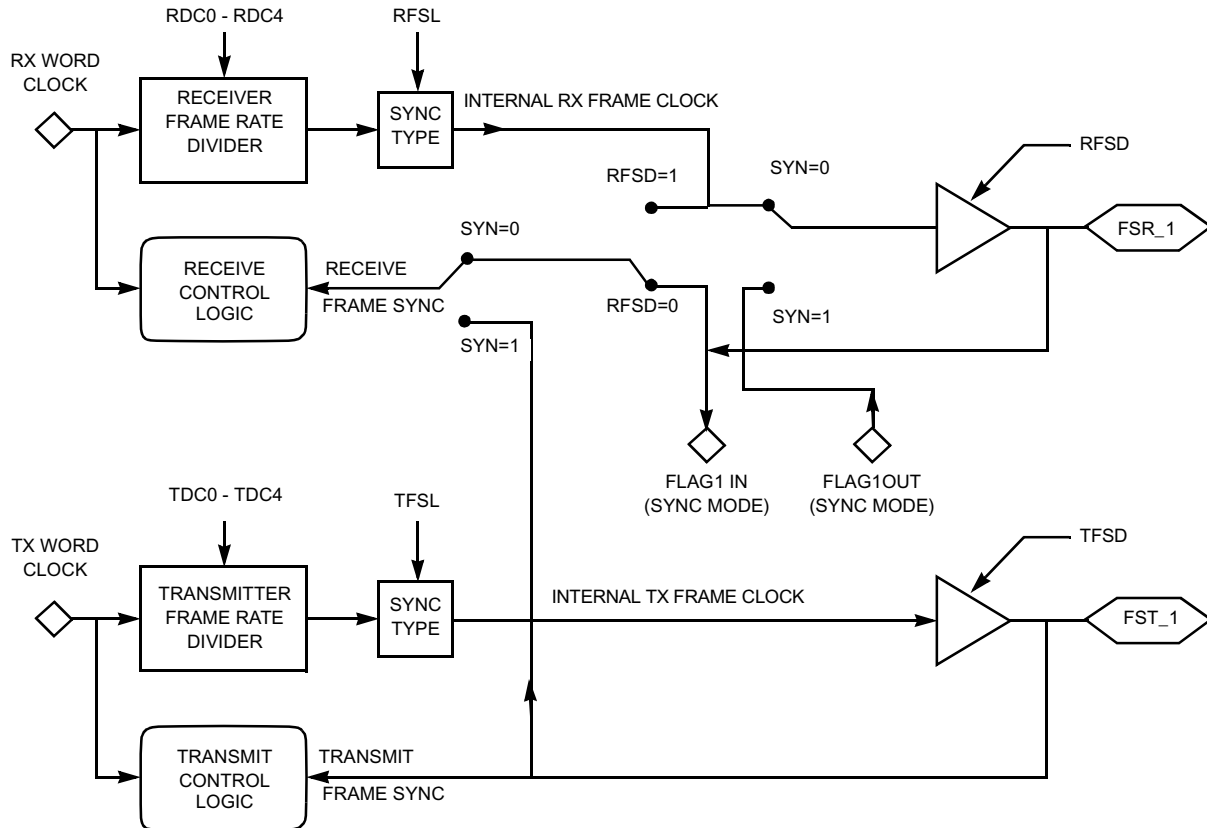 RDC0 - RDC4
RFSL
RX WORD
CLOCK
RECEIVER
FRAME RATE
DIVIDER
SYNC
TYPE
INTERNAL RX FRAME CLOCK
RFSD
RFSD=1
SYN=0
FSR_1
SYN=0
RECEIVE
CONTROL
LOGIC
RECEIVE
FRAME SYNC
RFSD=0
SYN=1
SYN=1
FLAG1 IN
(SYNC MODE)
FLAG1OUT
(SYNC MODE)
TDC0 - TDC4
TFSL
TX WORD
CLOCK
TFSD
TRANSMITTER
FRAME RATE
DIVIDER
SYNC
TYPE
INTERNAL TX FRAME CLOCK
FST_1
TRANSMIT
CONTROL
LOGIC
TRANSMIT
FRAME SYNC